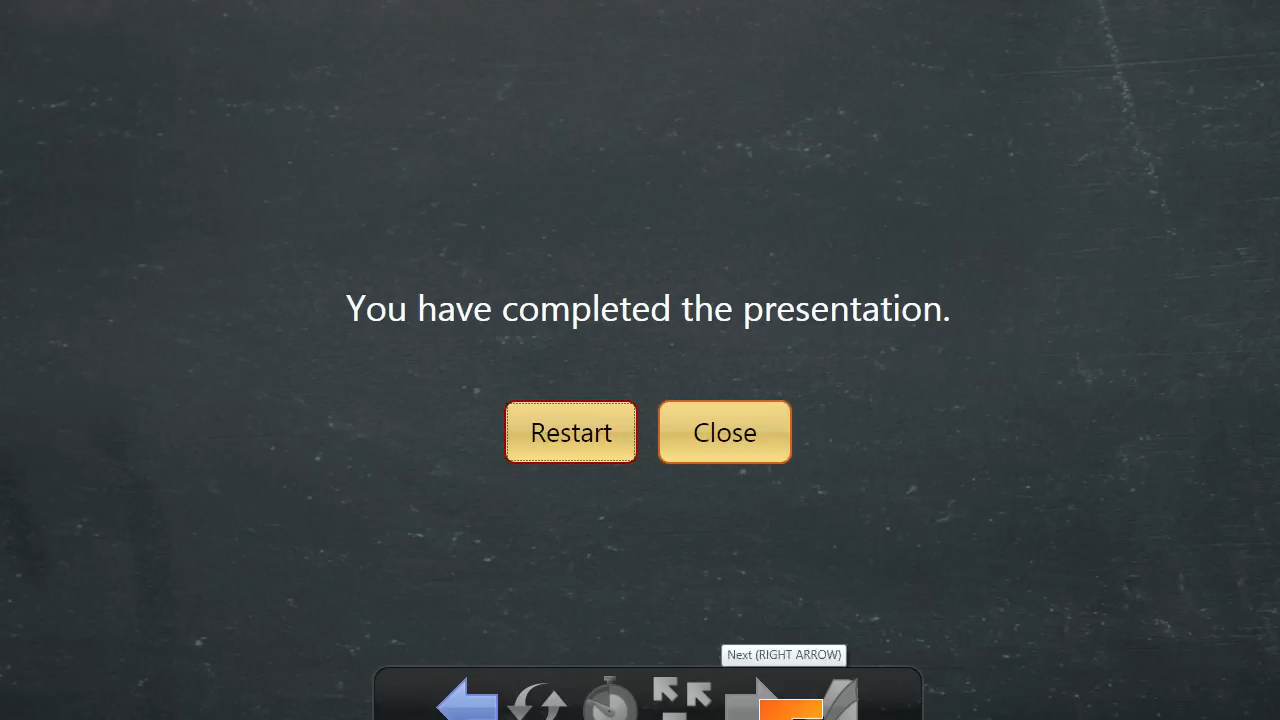 You have completed the presentation.
Restart
Close
Next (RIGHT ARROW)